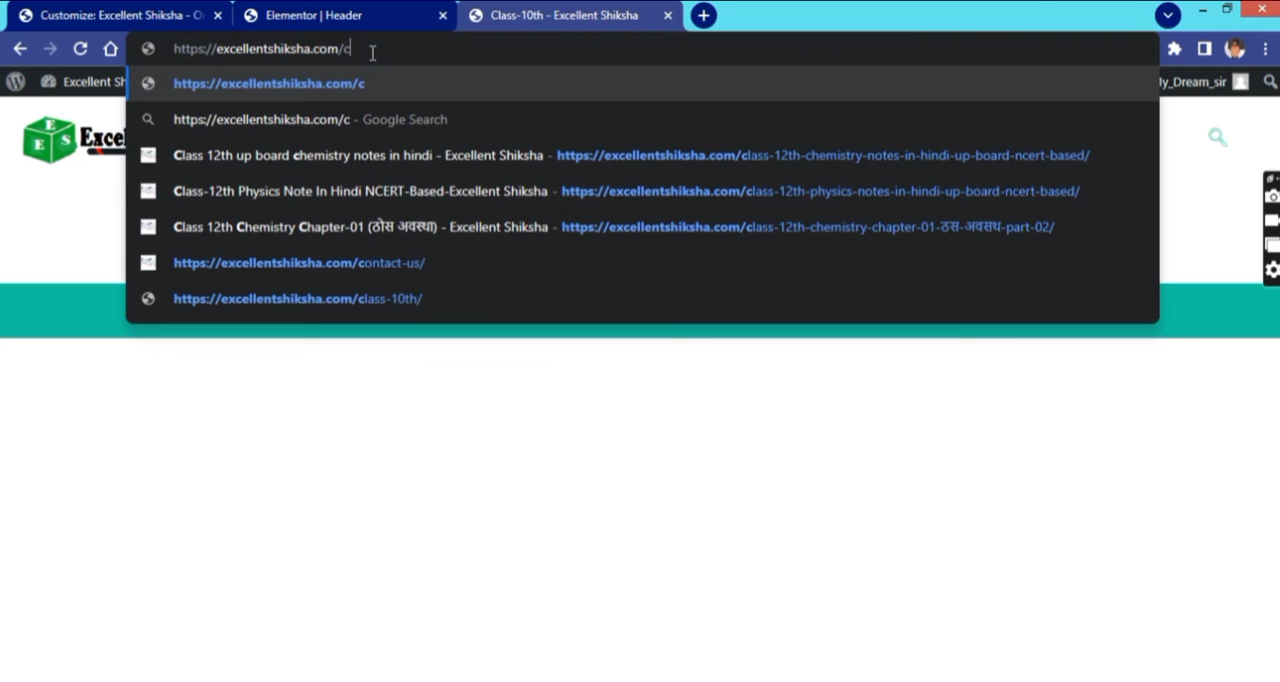 Customize: Excellent Shiksha - O
Elementor | Header
Class-10th - Excellent Shiksha
https://excellentshiksha.com/c
https://excellentshiksha.com/c
https://excellentshiksha.com/c - Google Search
Class 12th up board chemistry notes in hindi - Excellent Shiksha - https://excellentshiksha.com/class-12th-chemistry-notes-in-hindi-up-board-ncert-based/
Class-12th Physics Note In Hindi NCERT-Based-Excellent Shiksha - https://excellentshiksha.com/class-12th-physics-notes-in-hindi-up-board-ncert-based/
Class 12th Chemistry Chapter-01 (ठोस अवस्था) - Excellent Shiksha - https://excellentshiksha.com/class-12th-chemistry-chapter-01-ठस-अवसथ-part-02/
https://excellentshiksha.com/contact-us/
https://excellentshiksha.com/class-10th/
Excellent Sh
ly_Dream_sir
E E S
Excel